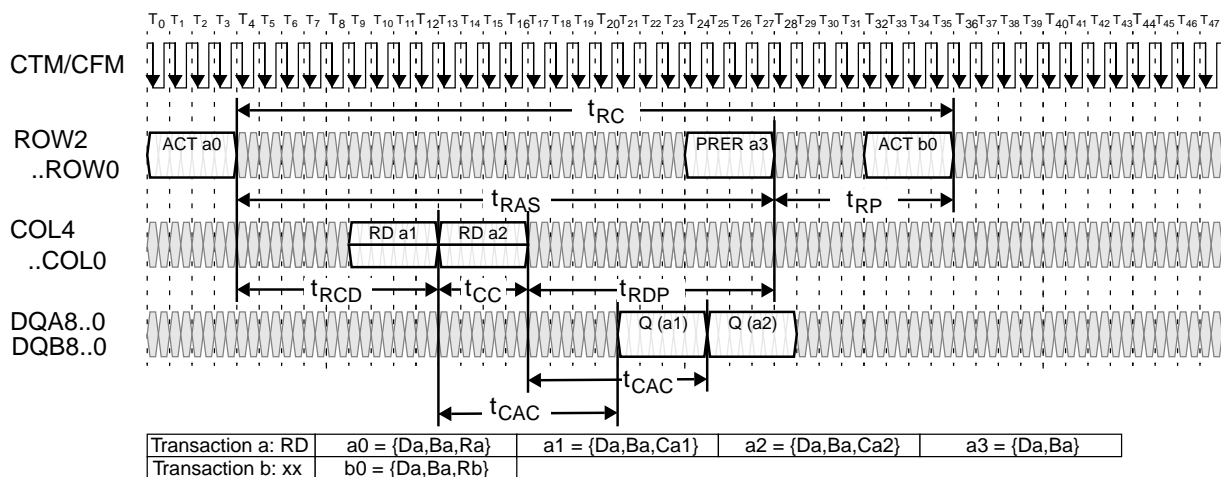 T0 T1 T2 T3 T4 T5 T6 T7 T8 T9 T10 T11 T12 T13 T14 T15 T16 T17 T18 T19 T20 T21 T22 T23 T24 T25 T26 T27 T28 T29 T30 T31 T32 T33 T34 T35 T36 T37 T38 T39 T40 T41 T42 T43 T44 T45 T46 T47
CTM/CFM
tRC
ROW2
..ROW0
ACT a0
PRER a3
ACT b0
tRAS
tRP
COL4
..COL0
RD a1
RD a2
tRCD
tCC
tRDP
DQA8..0
DQB8..0
Q (a1)
Q (a2)
tCAC
tCAC
Transaction a: RD a0 = {Da,Ba,Ra} a1 = {Da,Ba,Ca1} a2 = {Da,Ba,Ca2} a3 = {Da,Ba}
Transaction b: xx b0 = {Da,Ba,Rb}